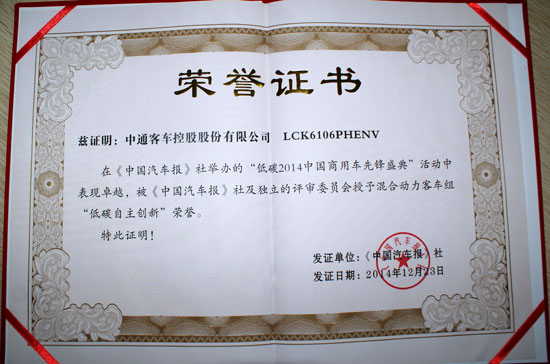 荣誉证书
兹证明：中通客车控股股份有限公司 LCK6106PHENV
在《中国汽车报》社举办的“低碳2014中国商用车先锋盛典”活动中
表现卓越，被《中国汽车报》社及独立的评审委员会授予混合动力客车组
“低碳自主创新”荣誉。
特此证明！
发证单位：《中国汽车报》社
发证日期：2014年12月23日